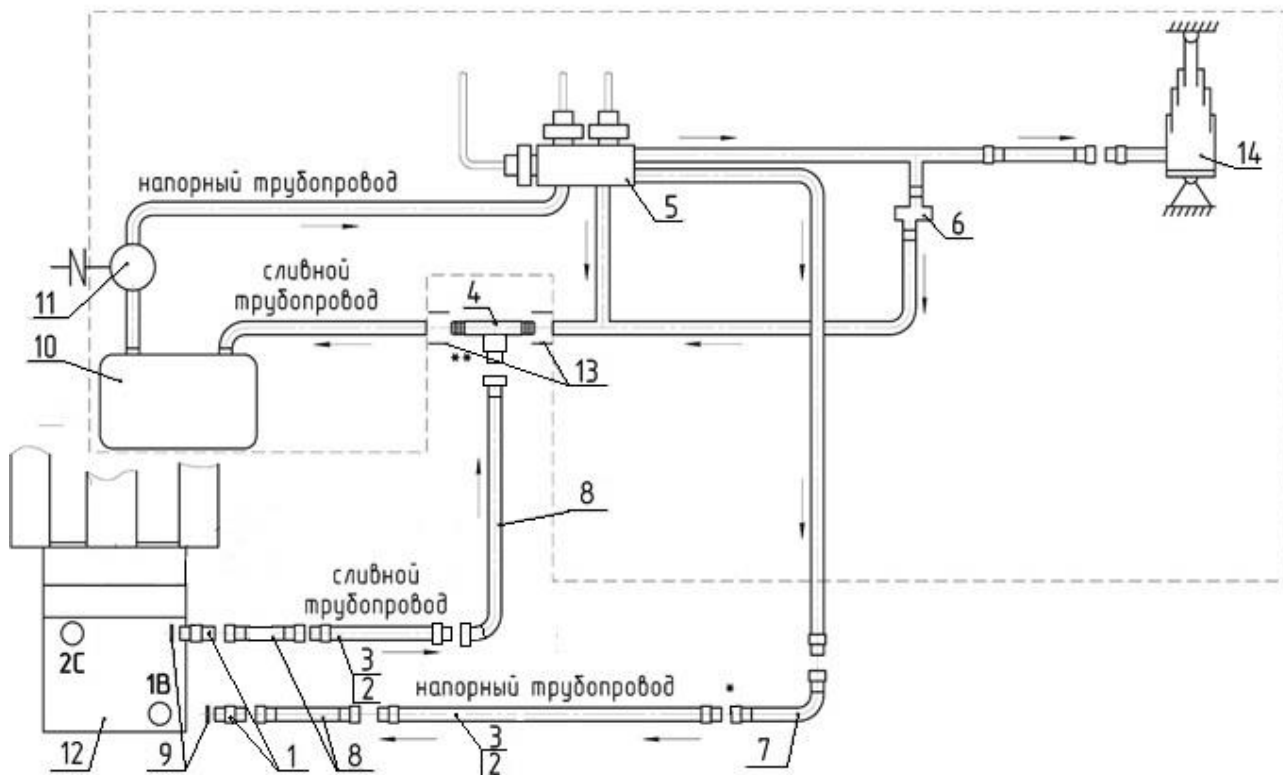 14
напорный трубопровод
5
6
11
сливной
трубопровод
4
10
**
13
8
сливной
трубопровод
2С
3
2
1В
напорный трубопровод
*
12
9
1
8
3
2
7